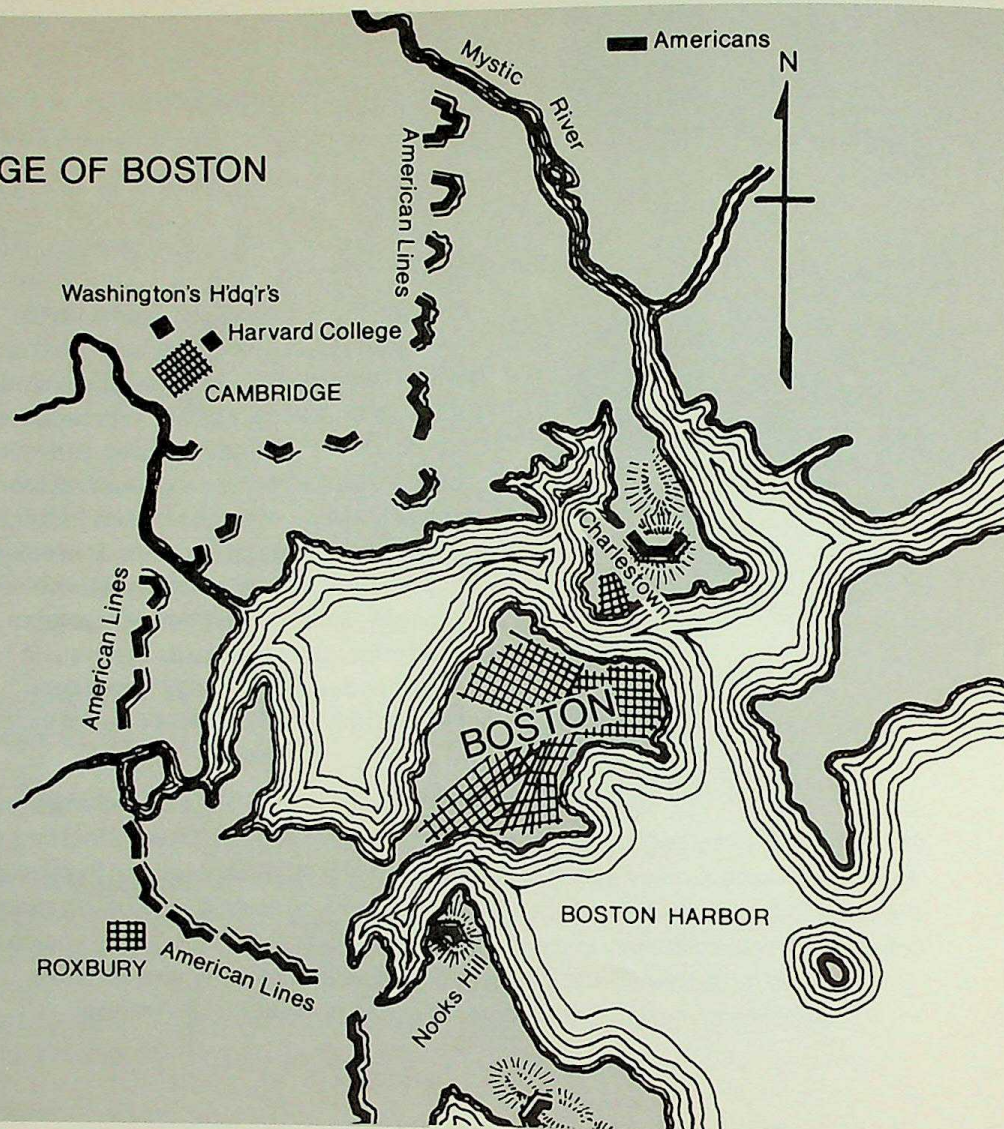 Americans
Mystic River
N
GE OF BOSTON
American Lines
Washington's H'dq'r's
Harvard College
CAMBRIDGE
Charlestown
American Lines
BOSTON
BOSTON HARBOR
ROXBURY
American Lines
Nooks Hill